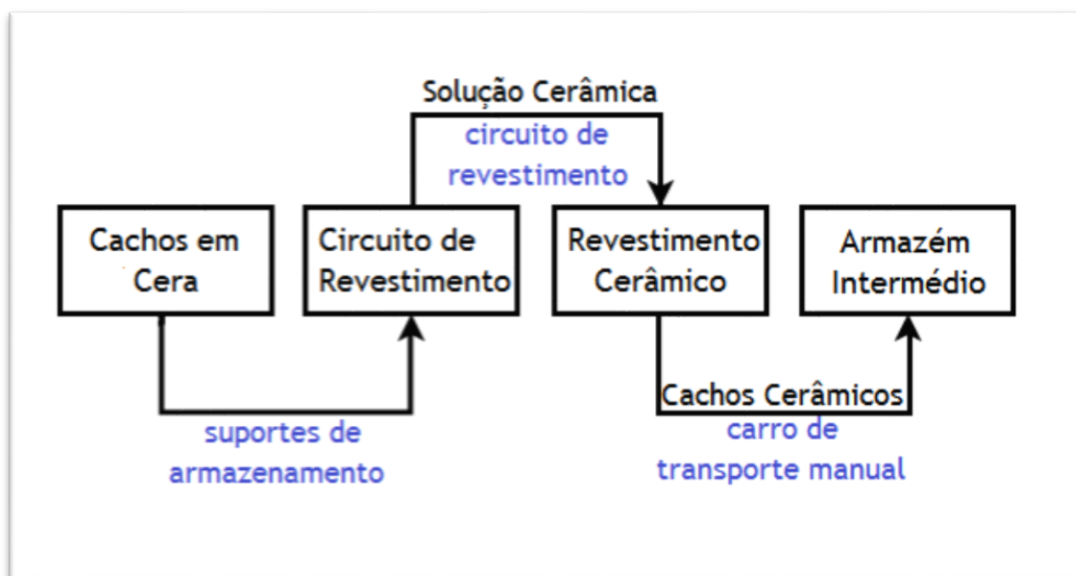 Solução Cerâmica
circuito de
revestimento
Cachos em
Cera
Circuito de
Revestimento
Revestimento
Cerâmico
Armazém
Intermédio
suportes de
armazenamento
Cachos Cerâmicos
carro de
transporte manual